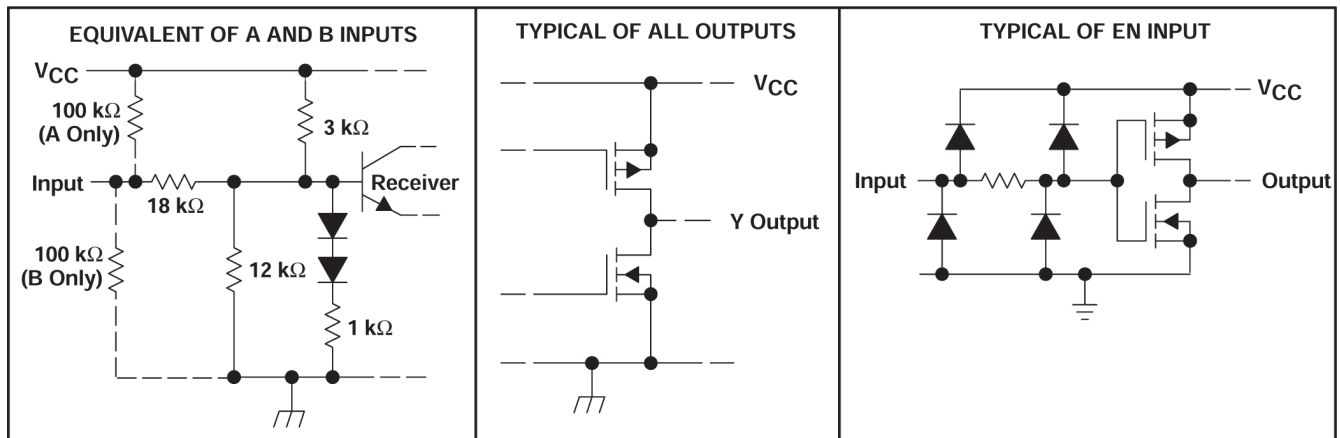 EQUIVALENT OF A AND B INPUTS
VCC
100 kΩ
(A Only)
3 kΩ
Input
18 kΩ
Receiver
100 kΩ
(B Only)
12 kΩ
1 kΩ
TYPICAL OF ALL OUTPUTS
VCC
Y Output
TYPICAL OF EN INPUT
VCC
Input
Output